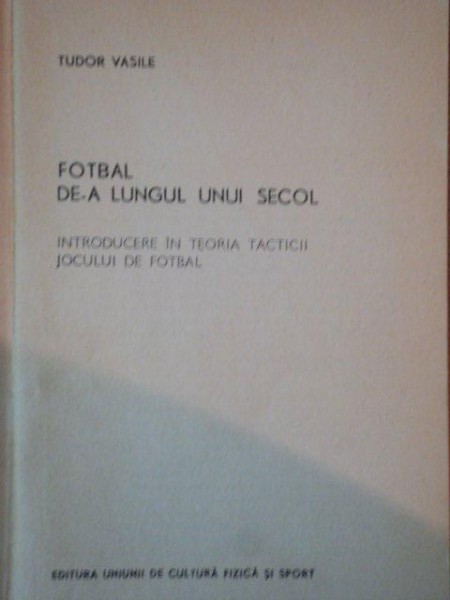 TUDOR VASILE
FOTBAL
DE-A LUNGUL UNUI SECOL
INTRODUCERE ÎN TEORIA TACTICII
JOCULUI DE FOTBAL
EDITURA UNIUNII DE CULTURĂ FIZICĂ ȘI SPORT